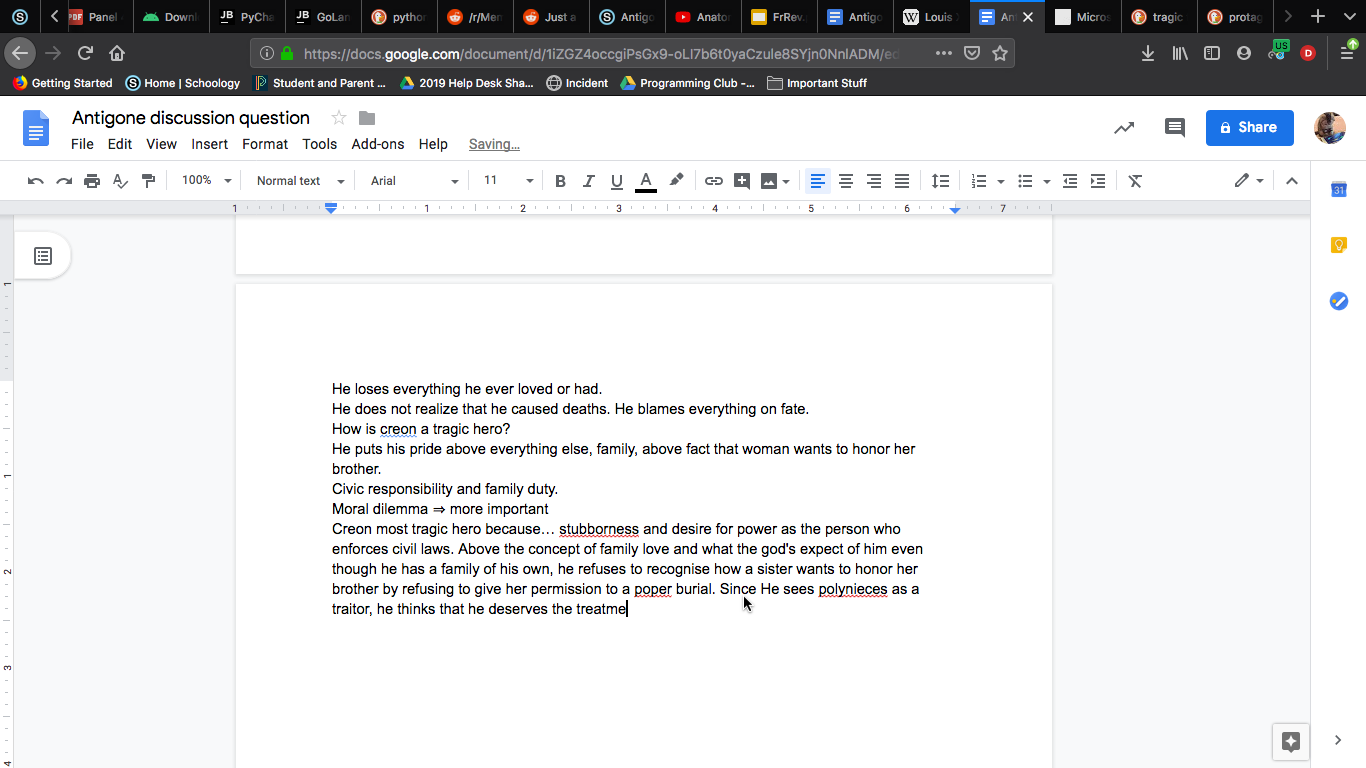 Panel
Downl
PyCha
GoLan
python
/r/Men
Just a
Antigo
Anator
FrRev.
Antigo
Louis
An
Micros
tragic
protag
https://docs.google.com/document/d/
US
D
Getting Started
Home | Schoology
Student and Parent ...
2019 Help Desk Sha...
Incident
Programming Club -...
Important Stuff
Antigone discussion question
File Edit View Insert Format Tools Add-ons Help Saving...
Share
100% Normal text Arial 11 B I U A
1 1 2 3 4 5 6 7
31
1
He loses everything he ever loved or had.
He does not realize that he caused deaths. He blames everything on fate.
How is creon a tragic hero?
He puts his pride above everything else, family, above fact that woman wants to honor her
brother.
1
Civic responsibility and family duty.
Moral dilemma ⇒ more important
Creon most tragic hero because… stubborness and desire for power as the person who
enforces civil laws. Above the concept of family love and what the god's expect of him even
2
though he has a family of his own, he refuses to recognise how a sister wants to honor her
brother by refusing to give her permission to a poper burial. Since He sees polynieces as a
traitor, he thinks that he deserves the treatme
3
4